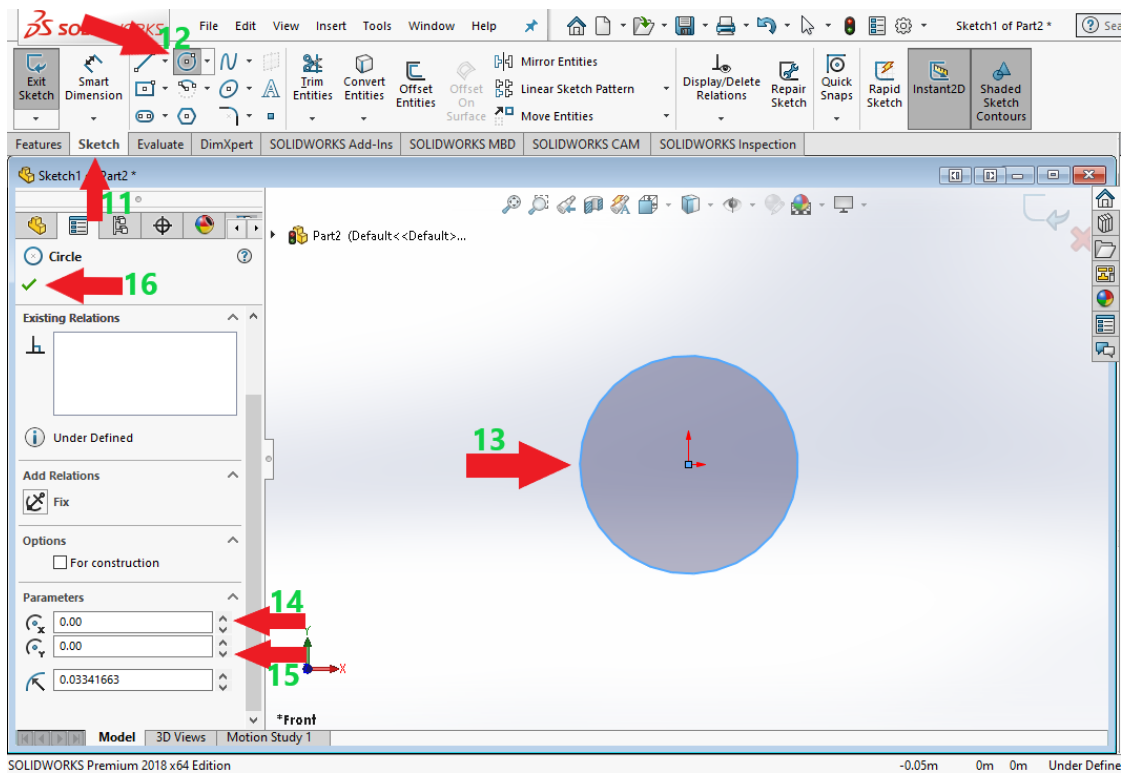 SOLIDWORKS File Edit View Insert Tools Window Help Sketch1 of Part2 * ? Sea
12
Exit Sketch
Smart Dimension
Trim Entities
Convert Entities
Offset Entities
Offset On Surface
Mirror Entities
Linear Sketch Pattern
Move Entities
Display/Delete Relations
Repair Sketch
Quick Snaps
Rapid Sketch
Instant2D
Shaded Sketch Contours
Features Sketch Evaluate DimXpert SOLIDWORKS Add-Ins SOLIDWORKS MBD SOLIDWORKS CAM SOLIDWORKS Inspection
Sketch1 of Part2 *
11
Part2 (Default<<Default>...
Circle
16
Existing Relations
Under Defined
13
Add Relations
Fix
Options
For construction
Parameters
14
X 0.00
Y 0.00
15
0.03341663
Y
X
*Front
Model 3D Views Motion Study 1
SOLIDWORKS Premium 2018 x64 Edition -0.05m 0m 0m Under Define